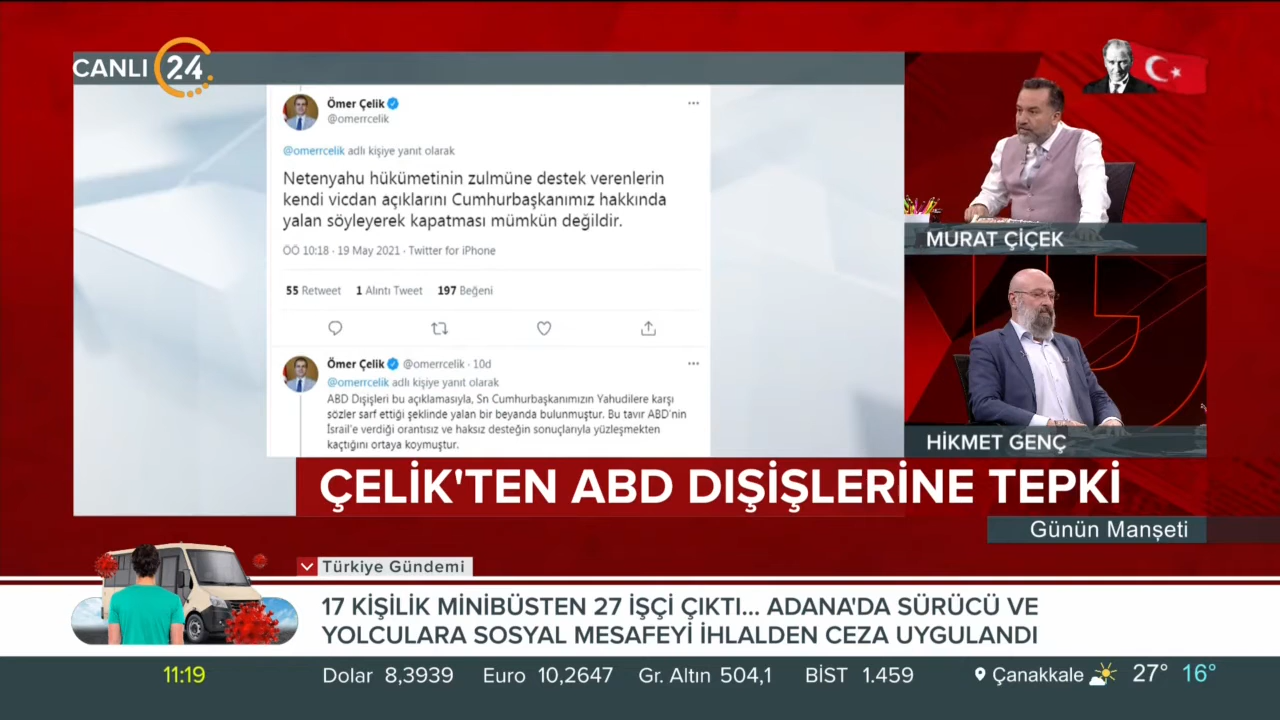 CANLI 24
Ömer Çelik
@omerrcelik
@omerrcelik adlı kişiye yanıt olarak
Netenyahu hükümetinin zulmüne destek verenlerin
kendi vicdan açıklarını Cumhurbaşkanımız hakkında
yalan söyleyerek kapatması mümkün değildir.
ÖÖ 10:18 · 19 May 2021 · Twitter for iPhone
55 Retweet 1 Alıntı Tweet 197 Beğeni
Ömer Çelik @omerrcelik · 10d
@omerrcelik adlı kişiye yanıt olarak
ABD Dışişleri bu açıklamasıyla, Sn Cumhurbaşkanımızın Yahudilere karşı
sözler sarf ettiği şeklinde yalan bir beyanda bulunmuştur. Bu tavır ABD'nin
İsrail'e verdiği orantısız ve haksız desteğin sonuçlarıyla yüzleşmekten
kaçtığını ortaya koymuştur.
MURAT ÇİÇEK
HİKMET GENÇ
ÇELİK'TEN ABD DIŞİŞLERİNE TEPKİ
Günün Manşeti
Türkiye Gündemi
17 KİŞİLİK MİNİBÜSTEN 27 İŞÇİ ÇIKTI... ADANA'DA SÜRÜCÜ VE
YOLCULARA SOSYAL MESAFEYİ İHLALDEN CEZA UYGULANDI
11:19 Dolar 8,3939 Euro 10,2647 Gr. Altın 504,1 BİST 1.459 Çanakkale 27° 16°